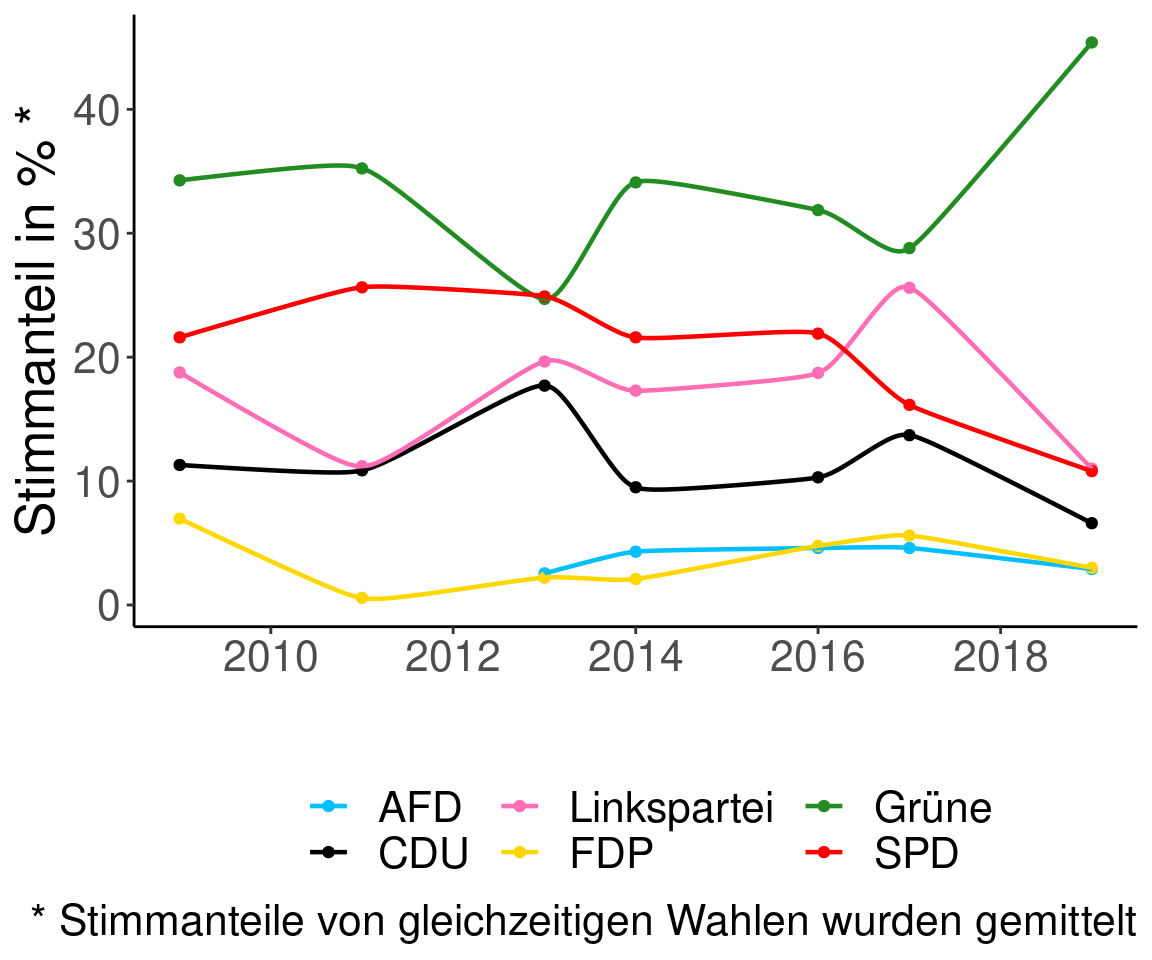 Stimmanteil in % *
40
30
20
10
0
2010 2012 2014 2016 2018
AFD Linkspartei Grüne
CDU FDP SPD
* Stimmanteile von gleichzeitigen Wahlen wurden gemittelt